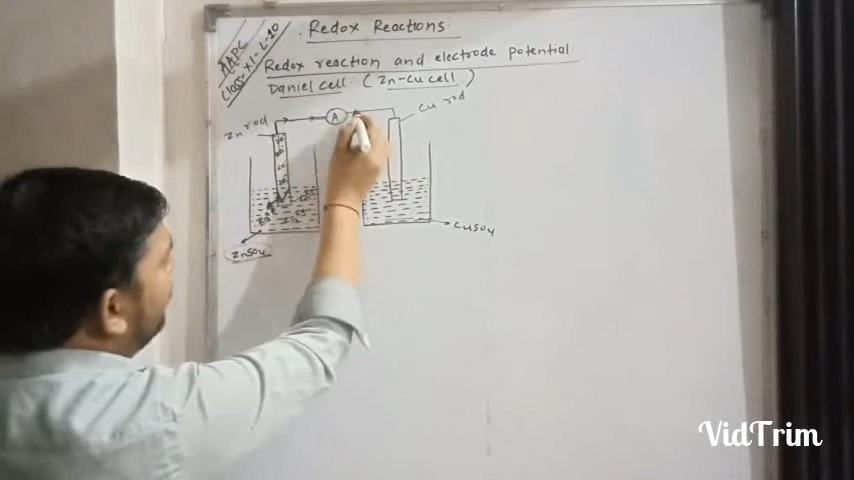 AAPC
Class-XI-L-10
Redox Reactions
Redox reaction and electrode potential
Daniel cell (Zn-Cu cell)
Zn rod
A
Cu rod
ZnSO4
CuSO4
VidTrim